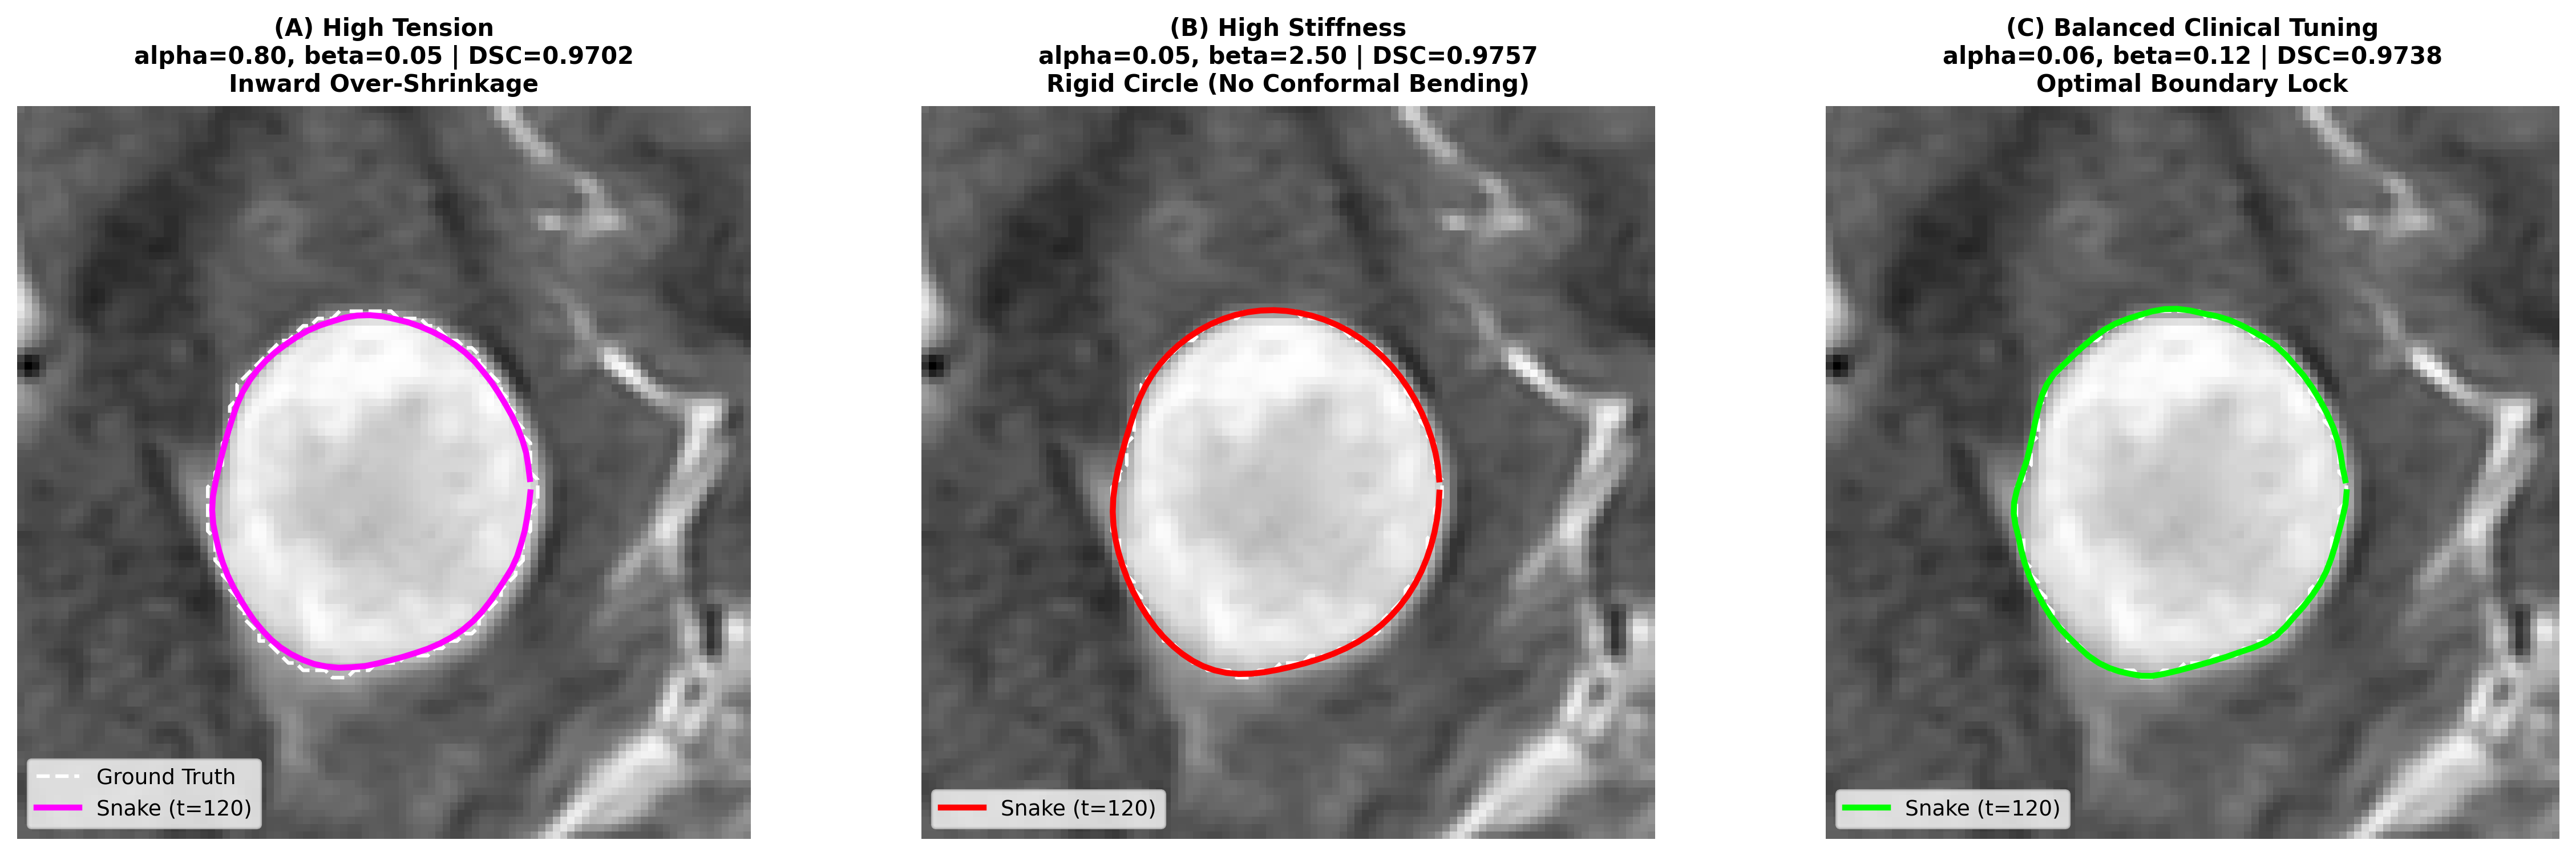 (A) High Tension
alpha=0.80, beta=0.05 | DSC=0.9702
Inward Over-Shrinkage
Ground Truth
Snake (t=120)
(B) High Stiffness
alpha=0.05, beta=2.50 | DSC=0.9757
Rigid Circle (No Conformal Bending)
Snake (t=120)
(C) Balanced Clinical Tuning
alpha=0.06, beta=0.12 | DSC=0.9738
Optimal Boundary Lock
Snake (t=120)